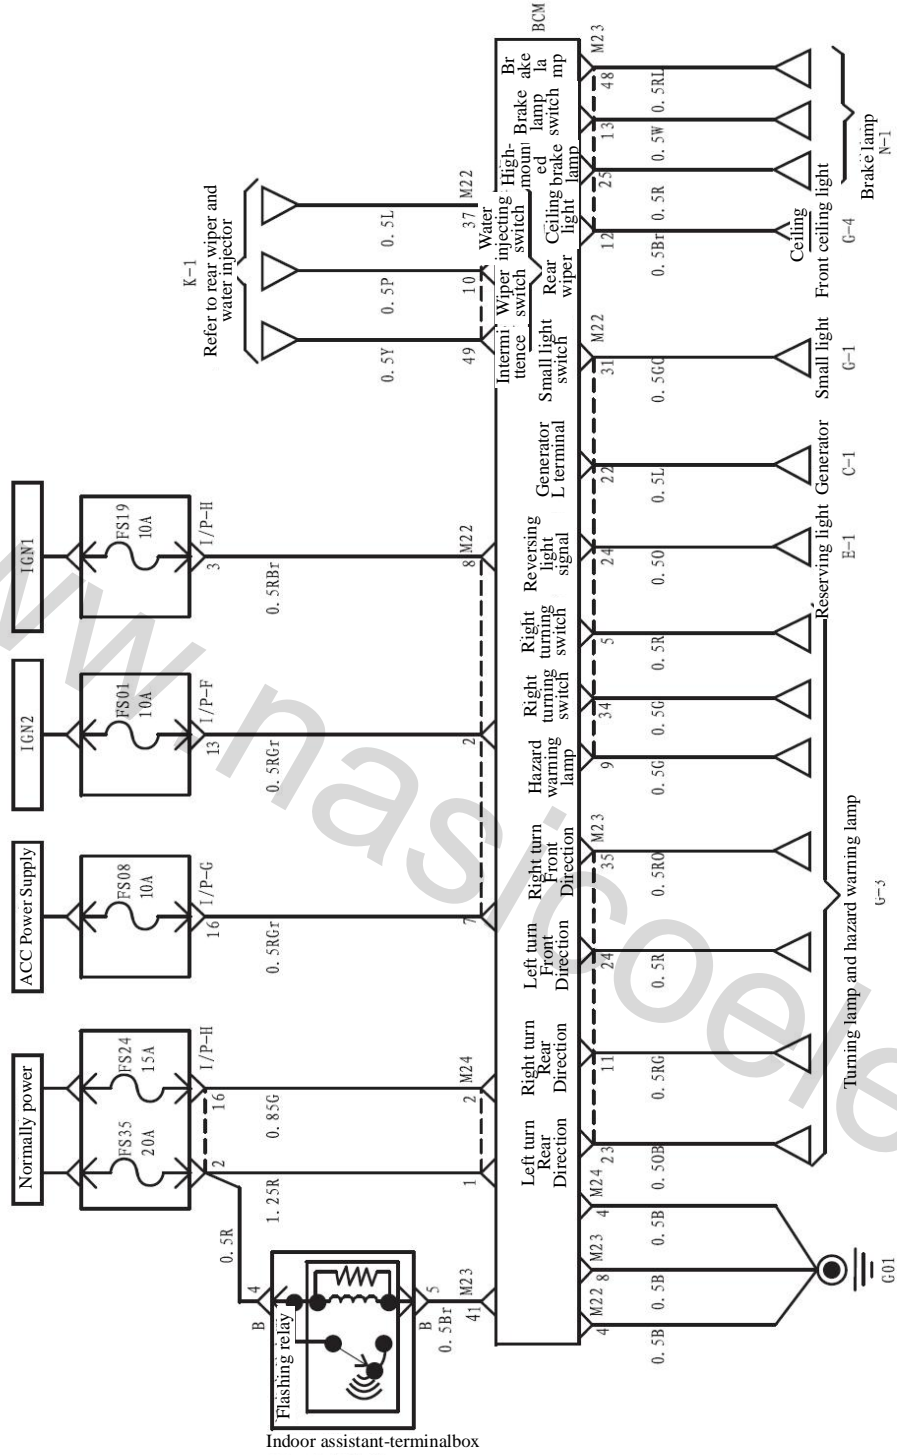 Normally power
ACC Power Supply
IGN2
IGN1
FS35
20A
FS24
15A
FS08
10A
FS01
10A
FS19
10A
2
16
I/P-H
16
I/P-G
13
I/P-F
3
I/P-H
K-1
Refer to rear wiper and
water injector
0.5R
1.25R
0.85G
0.5RGr
0.5RGr
0.5RBr
0.5Y
0.5P
0.5L
B
4
Flashing relay
B
5
0.5Br
Indoor assistant-terminalbox
41
M23
1
2
M24
7
2
8
M22
49
10
37
M22
BCM
Intermi
ttence
Wiper
switch
Water
injecting
switch
Rear
wiper
Left turn
Rear
Direction
Right turn
Rear
Direction
Left turn
Front
Direction
Right turn
Front
Direction
Hazard
warning
lamp
Right
turning
switch
Right
turning
switch
Reversing
light
signal
Generator
L terminal
Small light
switch
Ceiling
light
High-
mount
ed
brake
lamp
Brake
lamp
switch
Br
ake
la
mp
4
M22
8
M23
4
M24
23
11
24
35
M23
9
34
5
24
22
31
M22
12
25
13
48
M23
0.5B
0.5B
0.5B
0.5OB
0.5RG
0.5R
0.5RO
0.5G
0.5G
0.5R
0.5O
0.5L
0.5GO
0.5Br
0.5R
0.5W
0.5RL
G01
Turning lamp and hazard warning lamp
G-3
Reserving light
E-1
Generator
C-1
Small light
G-1
Ceiling
Front ceiling light
G-4
Brake lamp
N-1
www.nasicoele